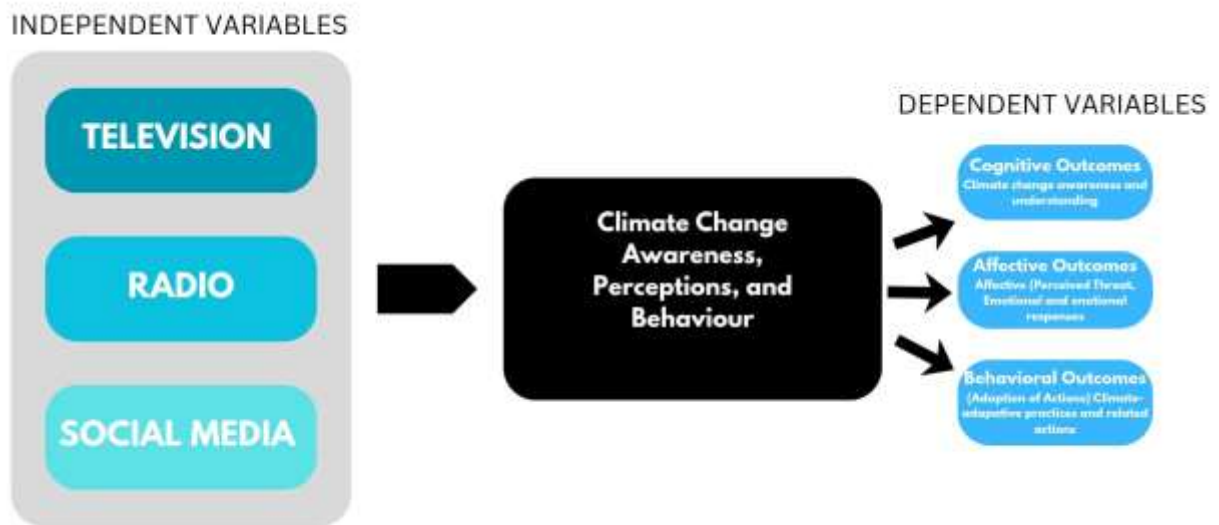 INDEPENDENT VARIABLES
TELEVISION
RADIO
SOCIAL MEDIA
Climate Change
Awareness,
Perceptions, and
Behaviour
DEPENDENT VARIABLES
Cognitive Outcomes
Climate change awareness and
understanding
Affective Outcomes
Affective (Perceived Threat,
Emotional and emotional
responses
Behavioral Outcomes
(Adoption of Actions) Climate-
adapative practices and related
actions